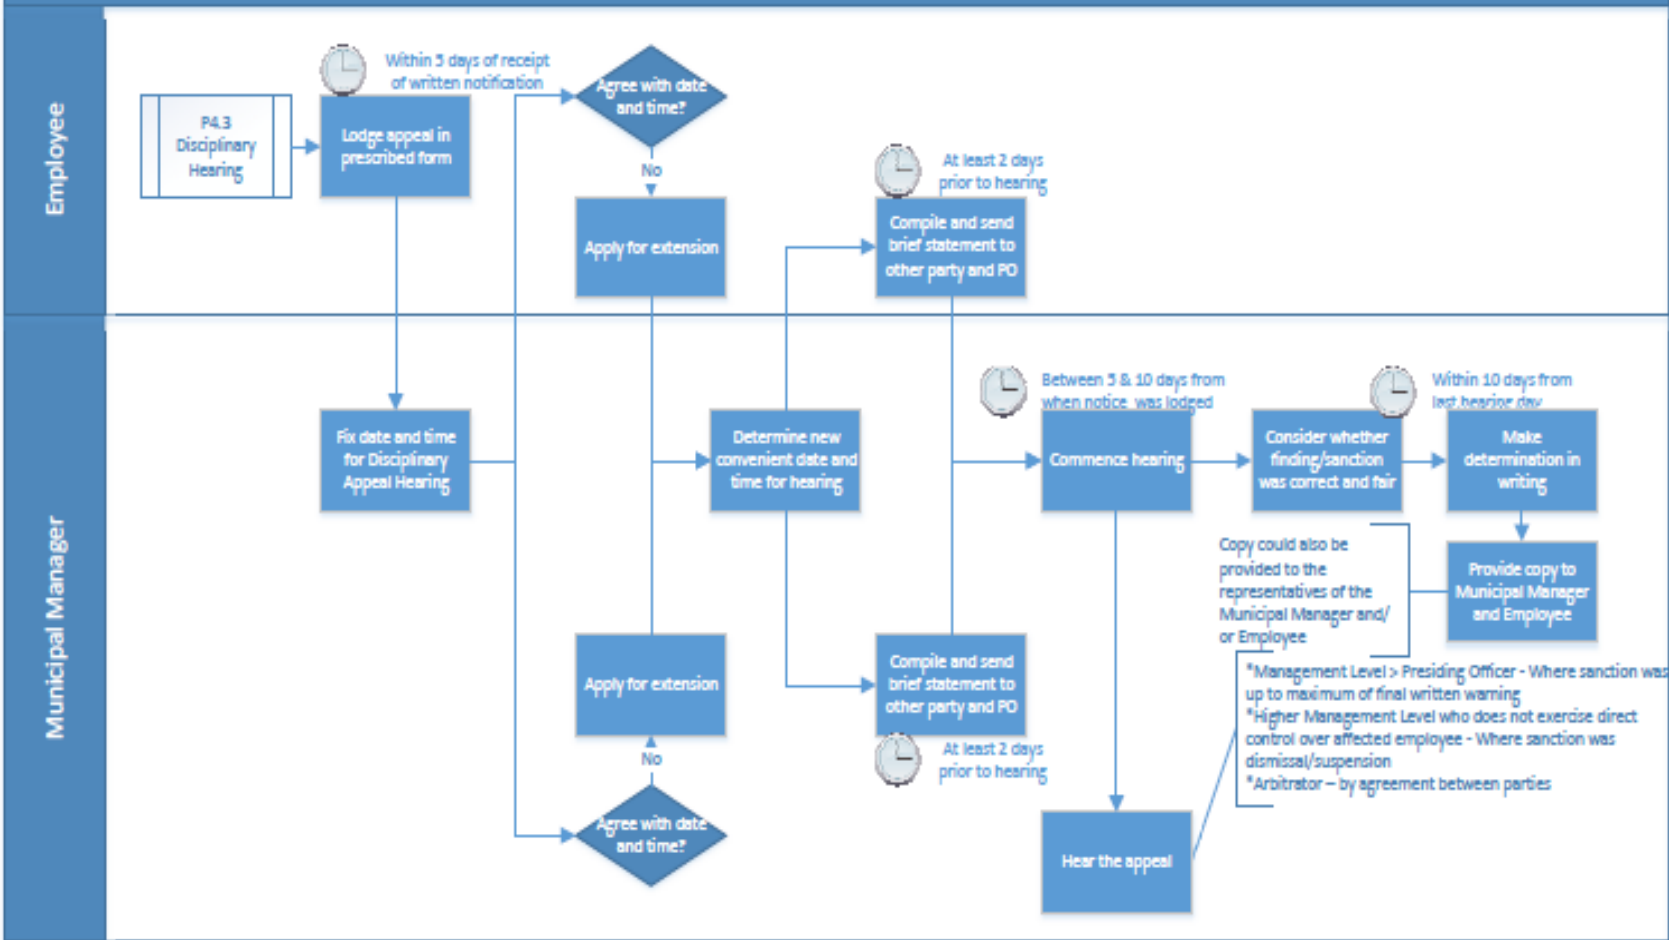 Employee
Within 5 days of receipt
of written notification
P4.3
Disciplinary
Hearing
Lodge appeal in
prescribed form
Agree with date
and time?
No
Apply for extension
At least 2 days
prior to hearing
Compile and send
brief statement to
other party and PO
Municipal Manager
Fix date and time
for Disciplinary
Appeal Hearing
Determine new
convenient date and
time for hearing
Between 5 & 10 days from
when notice was lodged
Commence hearing
Consider whether
finding/sanction
was correct and fair
Within 10 days from
last hearing day
Make
determination in
writing
Copy could also be
provided to the
representatives of the
Municipal Manager and/
or Employee
Provide copy to
Municipal Manager
and Employee
Apply for extension
No
Agree with date
and time?
Compile and send
brief statement to
other party and PO
At least 2 days
prior to hearing
*Management Level > Presiding Officer - Where sanction was
up to maximum of final written warning
*Higher Management Level who does not exercise direct
control over affected employee - Where sanction was
dismissal/suspension
*Arbitrator – by agreement between parties
Hear the appeal